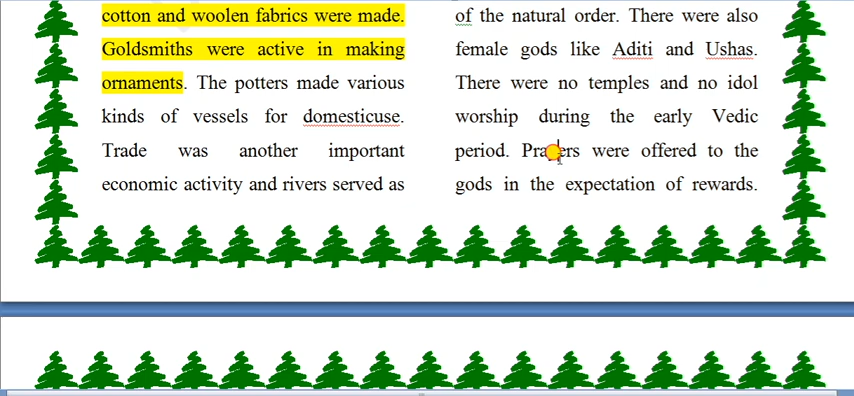 cotton and woolen fabrics were made.
Goldsmiths were active in making
ornaments. The potters made various
kinds of vessels for domesticuse.
Trade was another important
economic activity and rivers served as
of the natural order. There were also
female gods like Aditi and Ushas.
There were no temples and no idol
worship during the early Vedic
period. Prayers were offered to the
gods in the expectation of rewards.